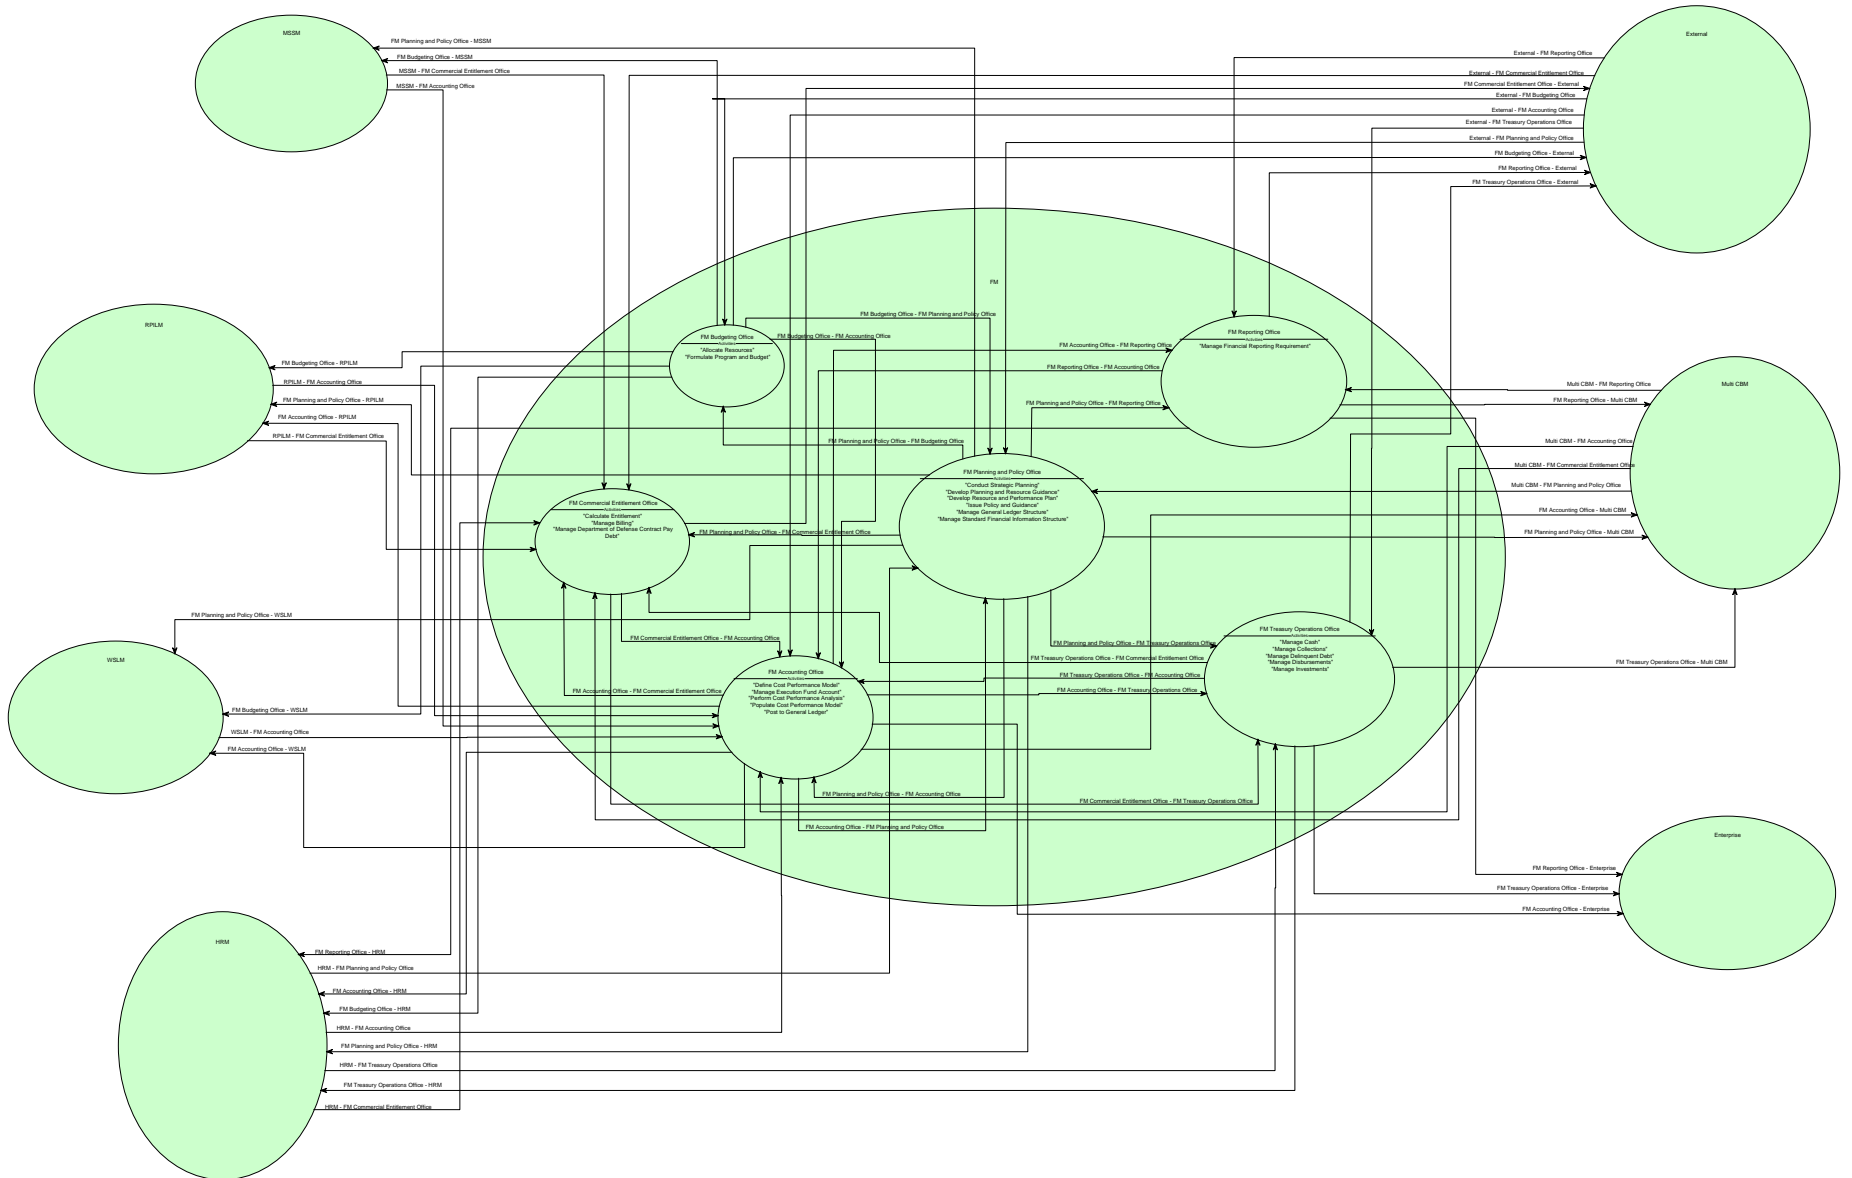 MSSM
External
FM Planning and Policy Office - MSSM
FM Budgeting Office - MSSM
MSSM - FM Commercial Entitlement Office
MSSM - FM Accounting Office
External - FM Reporting Office
External - FM Commercial Entitlement Office
FM Commercial Entitlement Office - External
External - FM Budgeting Office
External - FM Accounting Office
External - FM Treasury Operations Office
External - FM Planning and Policy Office
FM Budgeting Office - External
FM Reporting Office - External
FM Treasury Operations Office - External
FM
RPILM
FM Budgeting Office - RPILM
RPILM - FM Accounting Office
FM Planning and Policy Office - RPILM
FM Accounting Office - RPILM
RPILM - FM Commercial Entitlement Office
FM Budgeting Office - FM Planning and Policy Office
FM Budgeting Office - FM Accounting Office
FM Budgeting Office
Activities
"Allocate Resources"
"Formulate Program and Budget"
FM Accounting Office - FM Reporting Office
FM Reporting Office - FM Accounting Office
FM Planning and Policy Office - FM Reporting Office
FM Planning and Policy Office - FM Budgeting Office
FM Reporting Office
Activities
"Manage Financial Reporting Requirement"
Multi CBM
Multi CBM - FM Reporting Office
FM Reporting Office - Multi CBM
Multi CBM - FM Accounting Office
Multi CBM - FM Commercial Entitlement Office
Multi CBM - FM Planning and Policy Office
FM Accounting Office - Multi CBM
FM Planning and Policy Office - Multi CBM
FM Planning and Policy Office
Activities
"Conduct Strategic Planning"
"Develop Planning and Resource Guidance"
"Develop Resource and Performance Plan"
"Issue Policy and Guidance"
"Manage General Ledger Structure"
"Manage Standard Financial Information Structure"
FM Commercial Entitlement Office
Activities
"Calculate Entitlement"
"Manage Billing"
"Manage Department of Defense Contract Pay
Debt"
FM Planning and Policy Office - FM Commercial Entitlement Office
FM Planning and Policy Office - WSLM
WSLM
FM Budgeting Office - WSLM
WSLM - FM Accounting Office
FM Accounting Office - WSLM
FM Commercial Entitlement Office - FM Accounting Office
FM Planning and Policy Office - FM Treasury Operations Office
FM Treasury Operations Office - FM Commercial Entitlement Office
FM Treasury Operations Office - FM Accounting Office
FM Accounting Office - FM Treasury Operations Office
FM Accounting Office - FM Commercial Entitlement Office
FM Accounting Office
Activities
"Define Cost Performance Model"
"Manage Execution Fund Account"
"Perform Cost Performance Analysis"
"Populate Cost Performance Model"
"Post to General Ledger"
FM Treasury Operations Office
Activities
"Manage Cash"
"Manage Collections"
"Manage Delinquent Debt"
"Manage Disbursements"
"Manage Investments"
FM Treasury Operations Office - Multi CBM
FM Planning and Policy Office - FM Accounting Office
FM Commercial Entitlement Office - FM Treasury Operations Office
FM Accounting Office - FM Planning and Policy Office
Enterprise
FM Reporting Office - Enterprise
FM Treasury Operations Office - Enterprise
FM Accounting Office - Enterprise
HRM
FM Reporting Office - HRM
HRM - FM Planning and Policy Office
FM Accounting Office - HRM
FM Budgeting Office - HRM
HRM - FM Accounting Office
FM Planning and Policy Office - HRM
HRM - FM Treasury Operations Office
FM Treasury Operations Office - HRM
HRM - FM Commercial Entitlement Office